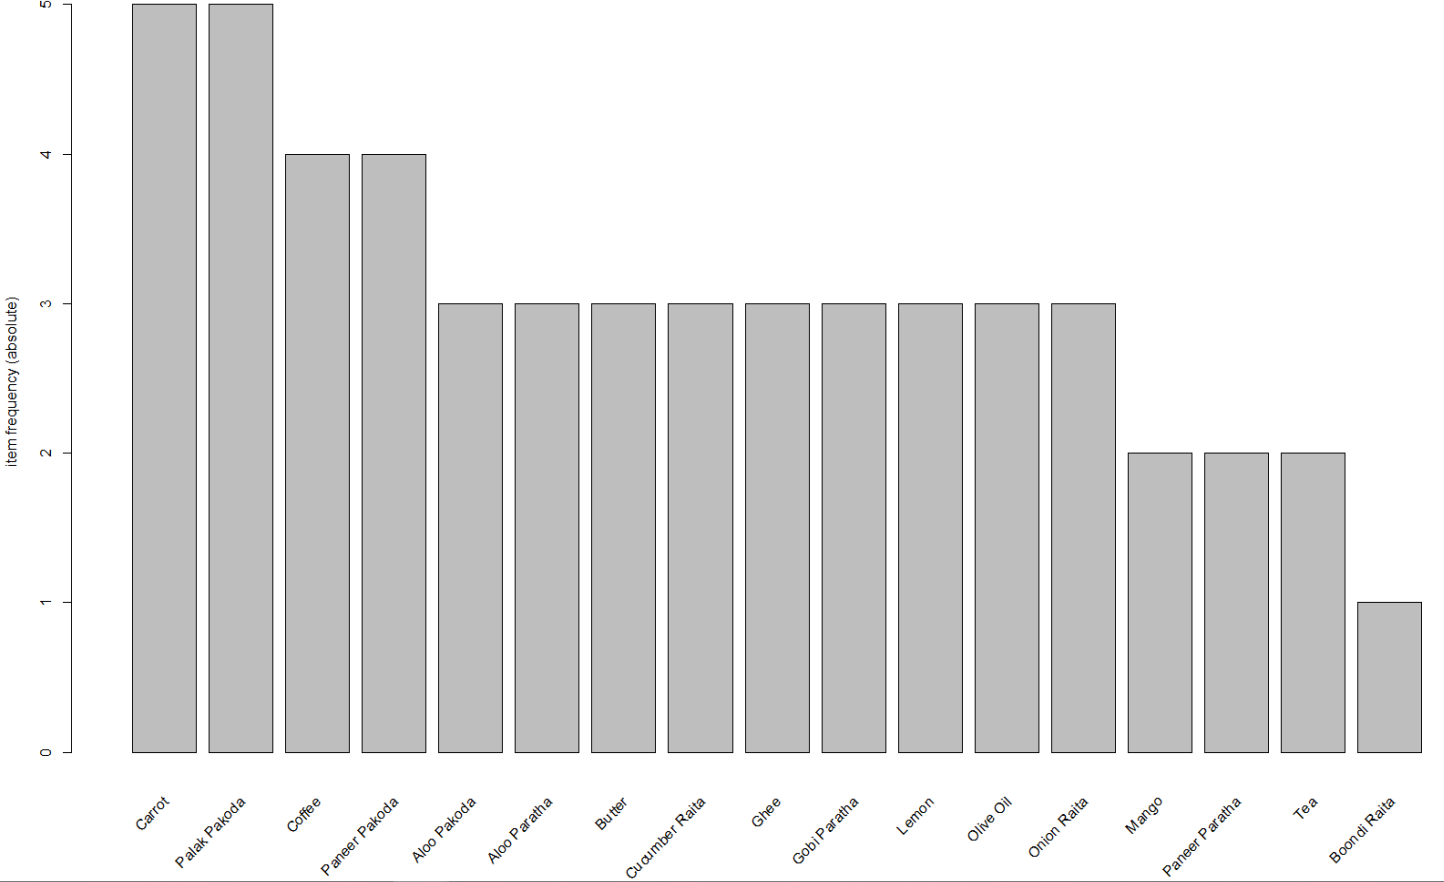 item frequency (absolute)
5
4
3
2
1
0
Carrot
Palak Pakoda
Coffee
Paneer Pakoda
Aloo Pakoda
Aloo Paratha
Butter
Cucumber Raita
Ghee
Gobi Paratha
Lemon
Olive Oil
Onion Raita
Mango
Paneer Paratha
Tea
Boondi Raita